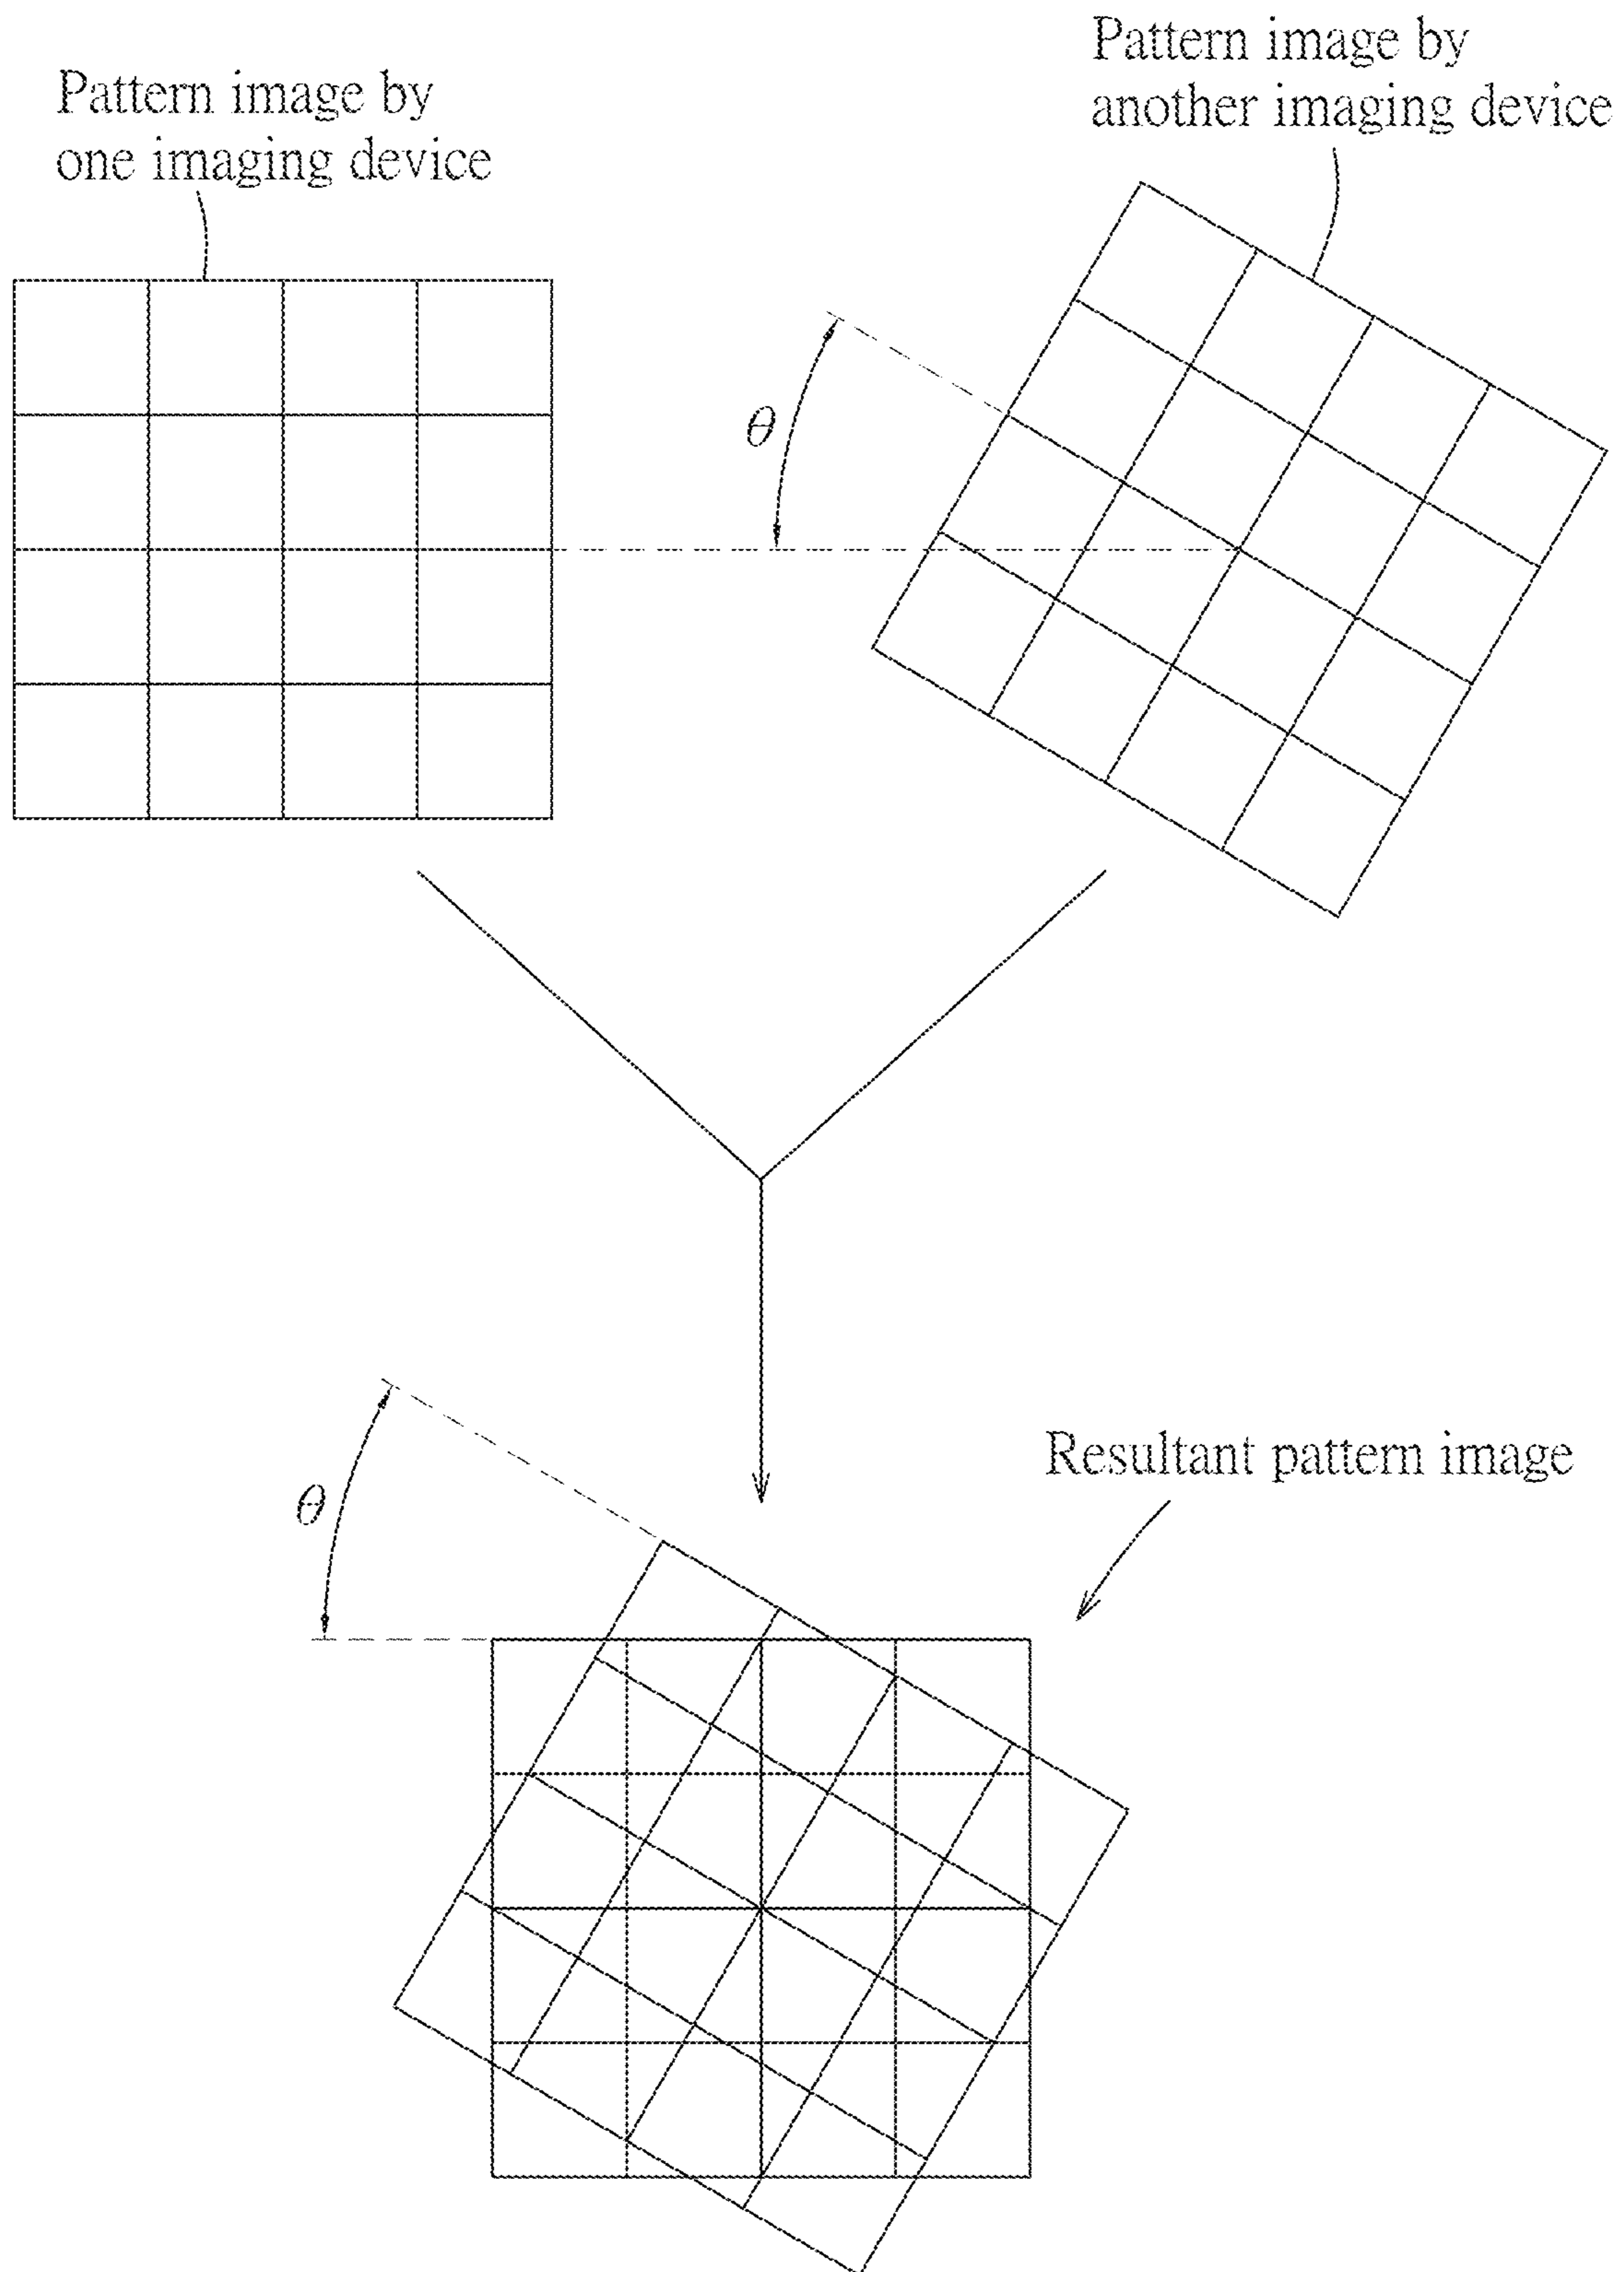 Pattern image by
one imaging device
Pattern image by
another imaging device
θ
θ
Resultant pattern image